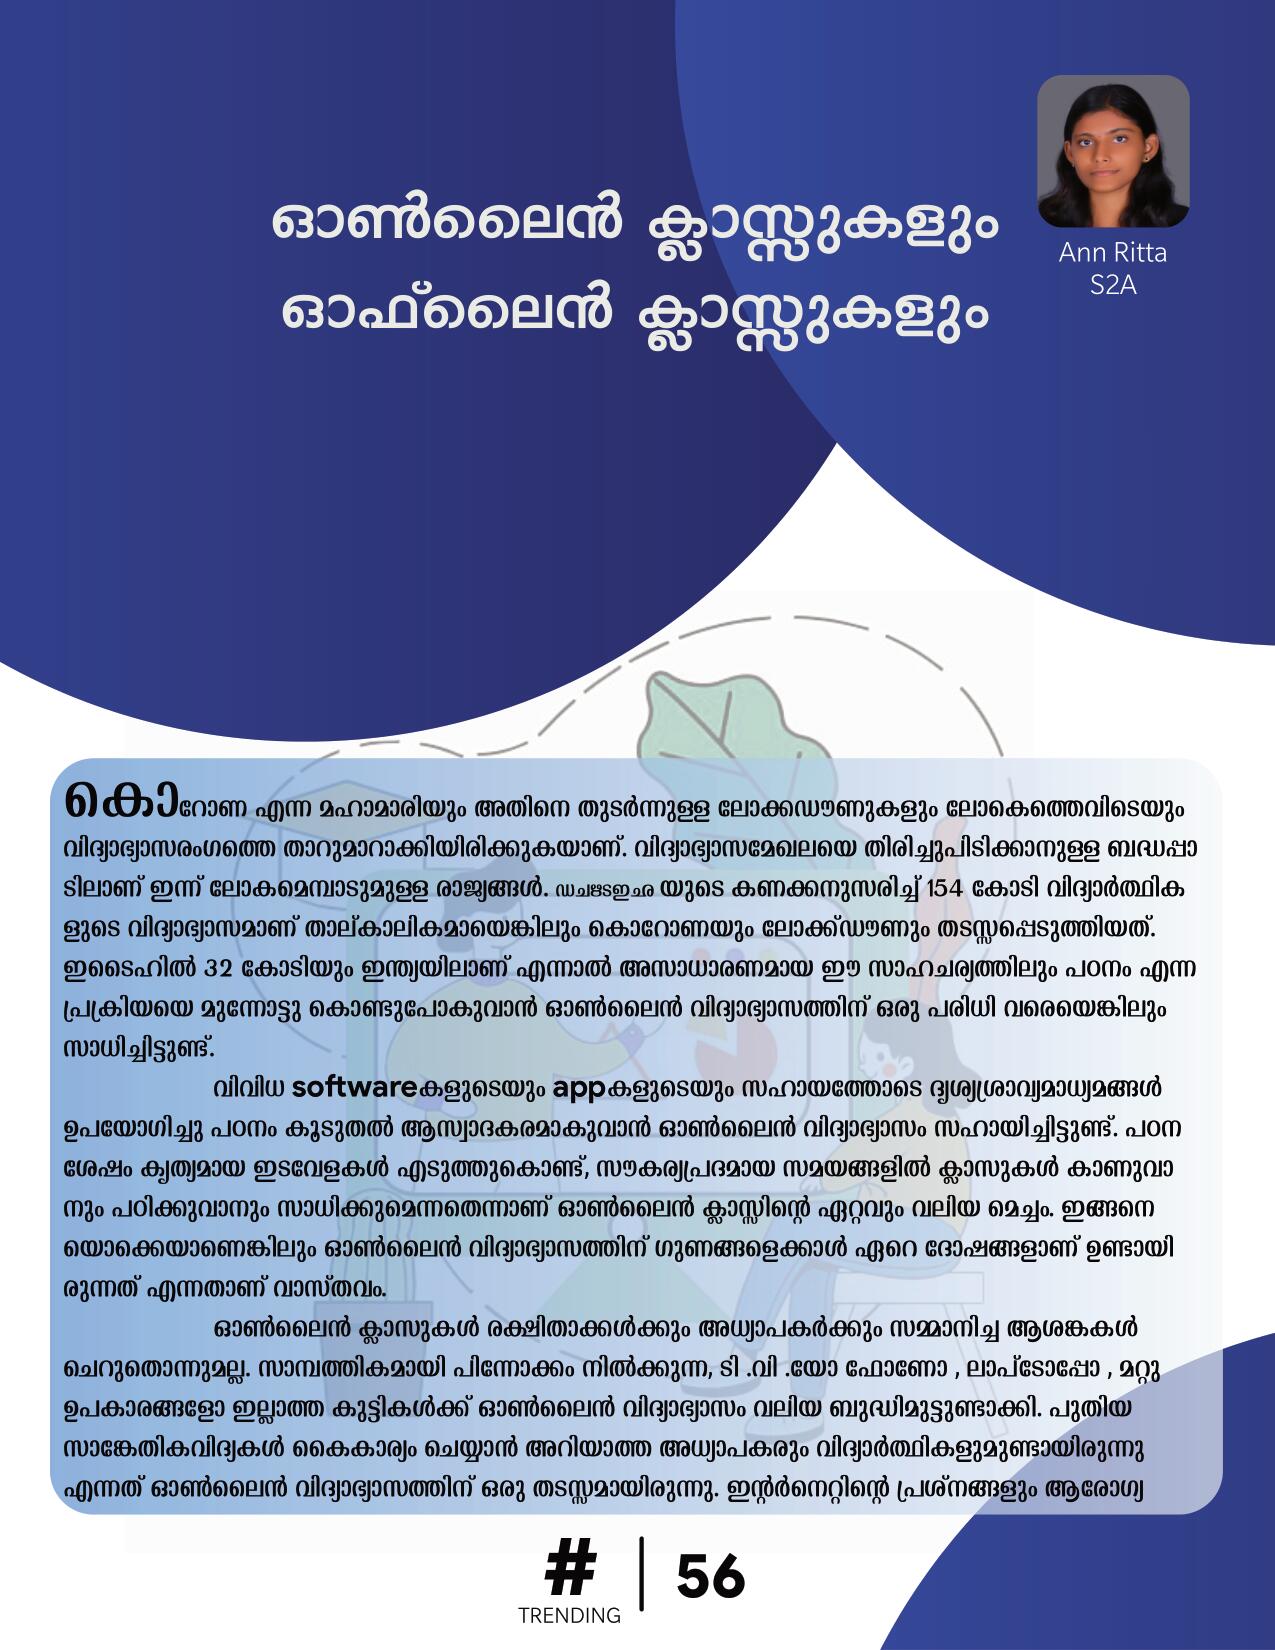 ഓൺലൈൻ ക്ലാസ്സുകളും
ഓഫ്ലൈൻ ക്ലാസ്സുകളും
Ann Ritta
S2A
കൊറോണ എന്ന മഹാമാരിയും അതിനെ തുടർന്നുള്ള ലോക്കഡൗണുകളും ലോകെത്തെവിടെയും
വിദ്യാഭ്യാസരംഗത്തെ താറുമാറാക്കിയിരിക്കുകയാണ്. വിദ്യാഭ്യാസമേഖലയെ തിരിച്ചുപിടിക്കാനുള്ള ബദ്ധപ്പാ
ടിലാണ് ഇന്ന് ലോകമെമ്പാടുമുള്ള രാജ്യങ്ങൾ. ഡചഋടഇഛ യുടെ കണക്കനുസരിച്ച് 154 കോടി വിദ്യാർത്ഥിക
ളുടെ വിദ്യാഭ്യാസമാണ് താല്കാലികമായെങ്കിലും കൊറോണയും ലോക്ക്ഡൗണും തടസ്സപ്പെടുത്തിയത്.
ഇടൈഹിൽ 32 കോടിയും ഇന്ത്യയിലാണ് എന്നാൽ അസാധാരണമായ ഈ സാഹചര്യത്തിലും പഠനം എന്ന
പ്രക്രിയയെ മുന്നോട്ടു കൊണ്ടുപോകുവാൻ ഓൺലൈൻ വിദ്യാഭ്യാസത്തിന് ഒരു പരിധി വരെയെങ്കിലും
സാധിച്ചിട്ടുണ്ട്.
വിവിധ softwareകളുടെയും appകളുടെയും സഹായത്തോടെ ദൃശ്യശ്രാവ്യമാധ്യമങ്ങൾ
ഉപയോഗിച്ചു പഠനം കൂടുതൽ ആസ്വാദകരമാകുവാൻ ഓൺലൈൻ വിദ്യാഭ്യാസം സഹായിച്ചിട്ടുണ്ട്. പഠന
ശേഷം കൃത്യമായ ഇടവേളകൾ എടുത്തുകൊണ്ട്, സൗകര്യപ്രദമായ സമയങ്ങളിൽ ക്ലാസുകൾ കാണുവാ
നും പഠിക്കുവാനും സാധിക്കുമെന്നതെന്നാണ് ഓൺലൈൻ ക്ലാസ്സിന്റെ ഏറ്റവും വലിയ മെച്ചം. ഇങ്ങനെ
യൊക്കെയാണെങ്കിലും ഓൺലൈൻ വിദ്യാഭ്യാസത്തിന് ഗുണങ്ങളെക്കാൾ ഏറെ ദോഷങ്ങളാണ് ഉണ്ടായി
രുന്നത് എന്നതാണ് വാസ്തവം.
ഓൺലൈൻ ക്ലാസുകൾ രക്ഷിതാക്കൾക്കും അധ്യാപകർക്കും സമ്മാനിച്ച ആശങ്കകൾ
ചെറുതൊന്നുമല്ല. സാമ്പത്തികമായി പിന്നോക്കം നിൽക്കുന്ന, ടി .വി .യോ ഫോണോ , ലാപ്ടോപ്പോ , മറ്റു
ഉപകാരങ്ങളോ ഇല്ലാത്ത കുട്ടികൾക്ക് ഓൺലൈൻ വിദ്യാഭ്യാസം വലിയ ബുദ്ധിമുട്ടുണ്ടാക്കി. പുതിയ
സാങ്കേതികവിദ്യകൾ കൈകാര്യം ചെയ്യാൻ അറിയാത്ത അധ്യാപകരും വിദ്യാർത്ഥികളുമുണ്ടായിരുന്നു
എന്നത് ഓൺലൈൻ വിദ്യാഭ്യാസത്തിന് ഒരു തടസ്സമായിരുന്നു. ഇന്റർനെറ്റിന്റെ പ്രശ്നങ്ങളും ആരോഗ്യ
# | 56
TRENDING